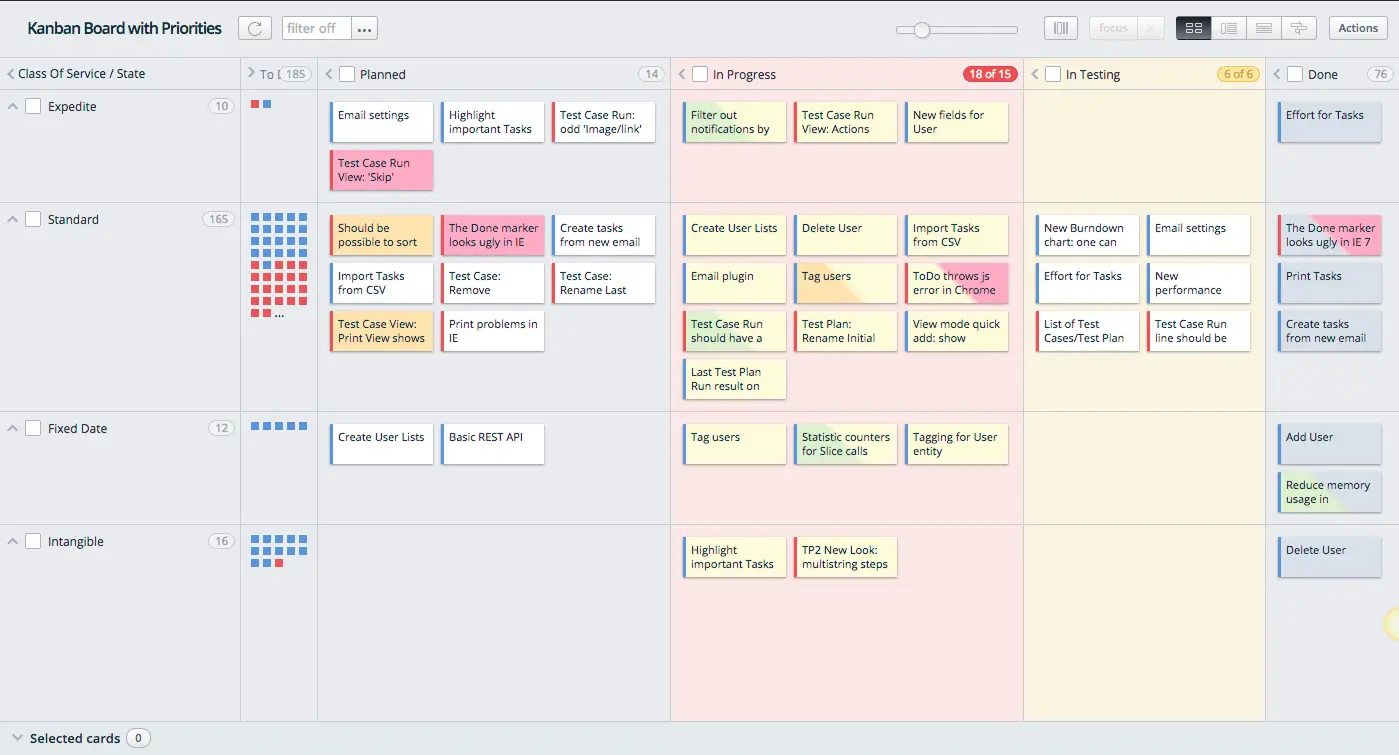 Kanban Board with Priorities
filter off
...
focus
Actions
Class Of Service / State
To
185
Planned
14
In Progress
18 of 15
In Testing
6 of 6
Done
76
Expedite
10
Email settings
Highlight
important Tasks
Test Case Run:
odd 'Image/link'
Test Case Run
View: 'Skip'
Filter out
notifications by
Test Case Run
View: Actions
New fields for
User
Effort for Tasks
Standard
165
...
Should be
possible to sort
The Done marker
looks ugly in IE
Create tasks
from new email
Import Tasks
from CSV
Test Case:
Remove
Test Case:
Rename Last
Test Case View:
Print View shows
Print problems in
IE
Create User Lists
Delete User
Import Tasks
from CSV
Email plugin
Tag users
ToDo throws js
error in Chrome
Test Case Run
should have a
Test Plan:
Rename Initial
View mode quick
add: show
Last Test Plan
Run result on
New Burndown
chart: one can
Email settings
Effort for Tasks
New
performance
List of Test
Cases/Test Plan
Test Case Run
line should be
The Done marker
looks ugly in IE 7
Print Tasks
Create tasks
from new email
Fixed Date
12
Create User Lists
Basic REST API
Tag users
Statistic counters
for Slice calls
Tagging for User
entity
Add User
Reduce memory
usage in
Intangible
16
Highlight
important Tasks
TP2 New Look:
multistring steps
Delete User
Selected cards
0